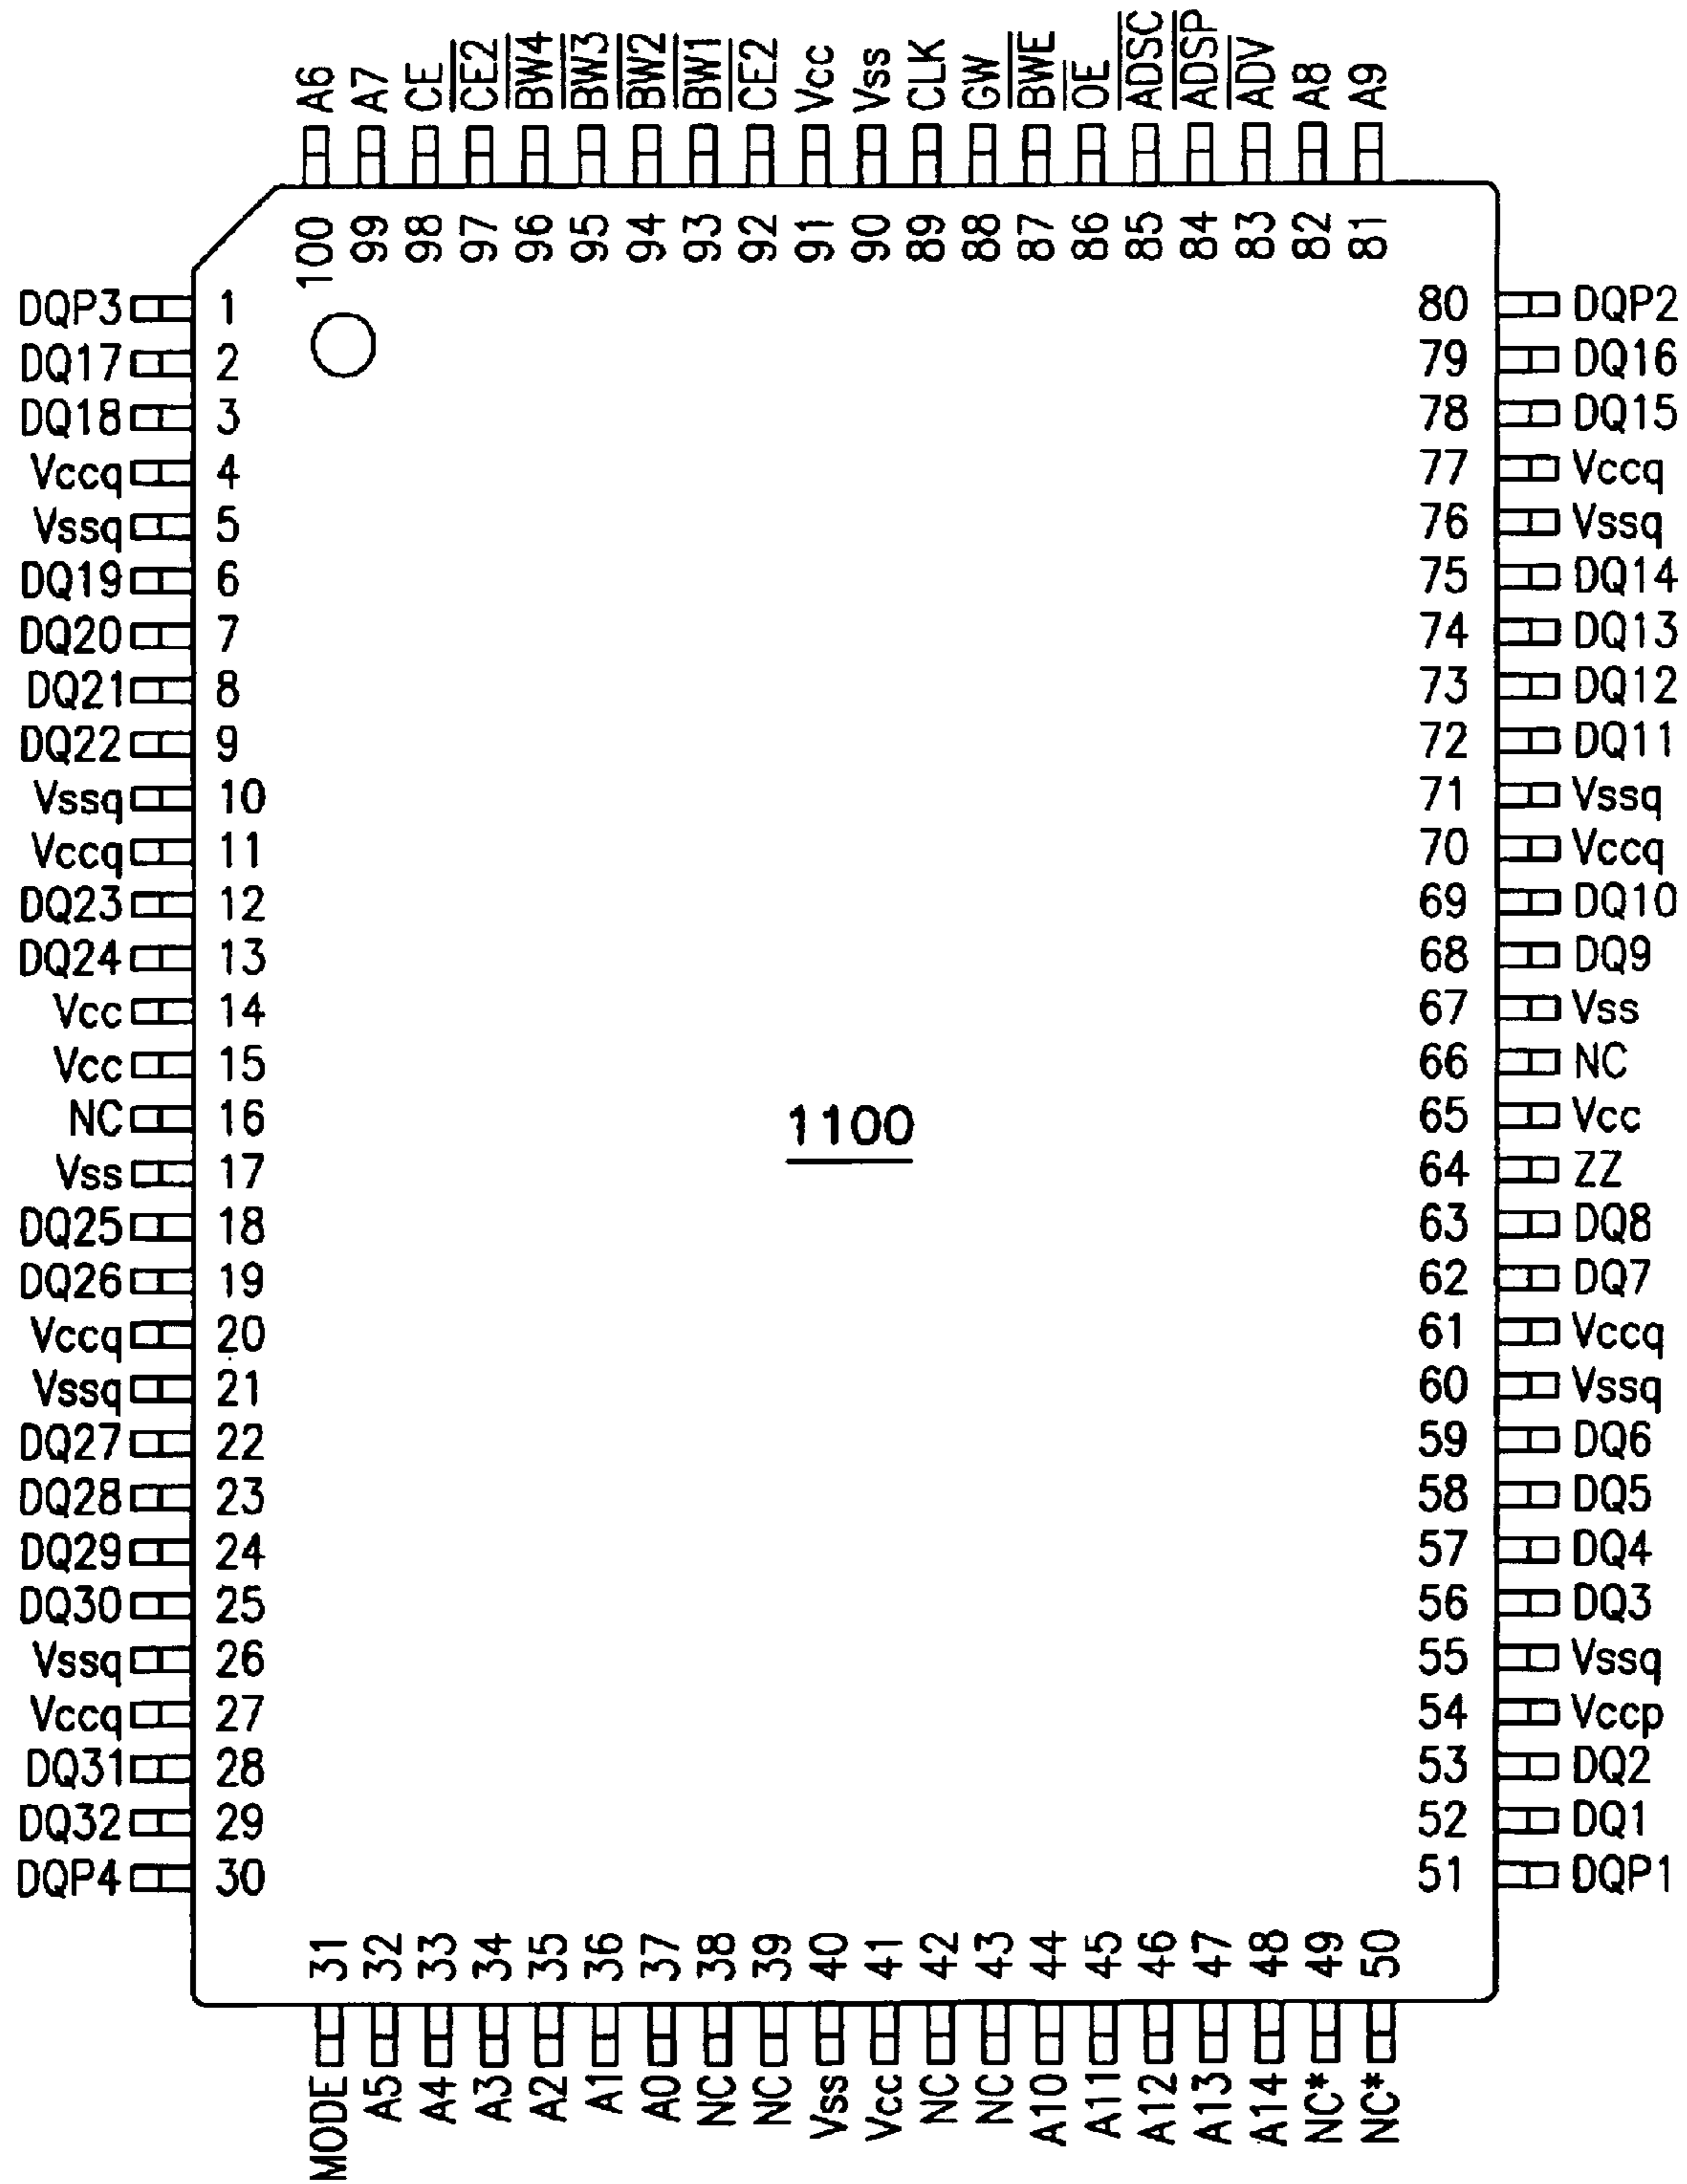 A6 A7 CE CE2 BW4 BW3 BW2 BW1 CE2 Vcc Vss CLK GW BWE OE ADSC ADSP ADV A8 A9
100 99 98 97 96 95 94 93 92 91 90 89 88 87 86 85 84 83 82 81
DQP3 1 80 DQP2
DQ17 2 79 DQ16
DQ18 3 78 DQ15
Vccq 4 77 Vccq
Vssq 5 76 Vssq
DQ19 6 75 DQ14
DQ20 7 74 DQ13
DQ21 8 73 DQ12
DQ22 9 72 DQ11
Vssq 10 71 Vssq
Vccq 11 70 Vccq
DQ23 12 69 DQ10
DQ24 13 68 DQ9
Vcc 14 67 Vss
Vcc 15 66 NC
NC 16 1100 65 Vcc
Vss 17 64 ZZ
DQ25 18 63 DQ8
DQ26 19 62 DQ7
Vccq 20 61 Vccq
Vssq 21 60 Vssq
DQ27 22 59 DQ6
DQ28 23 58 DQ5
DQ29 24 57 DQ4
DQ30 25 56 DQ3
Vssq 26 55 Vssq
Vccq 27 54 Vccp
DQ31 28 53 DQ2
DQ32 29 52 DQ1
DQP4 30 51 DQP1
31 32 33 34 35 36 37 38 39 40 41 42 43 44 45 46 47 48 49 50
MODE A5 A4 A3 A2 A1 A0 NC NC Vss Vcc NC NC A10 A11 A12 A13 A14 NC* NC*